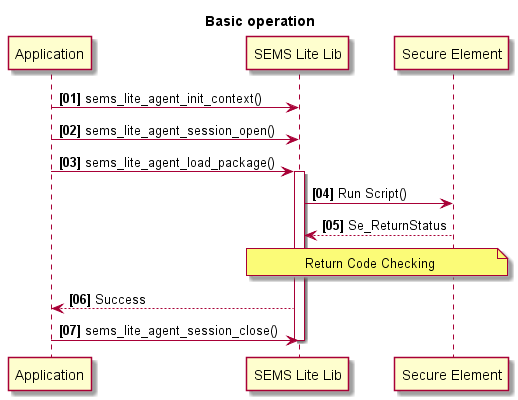 Basic operation
Application
SEMS Lite Lib
Secure Element
[01] sems_lite_agent_init_context()
[02] sems_lite_agent_session_open()
[03] sems_lite_agent_load_package()
[04] Run Script()
[05] Se_ReturnStatus
Return Code Checking
[06] Success
[07] sems_lite_agent_session_close()
Application
SEMS Lite Lib
Secure Element